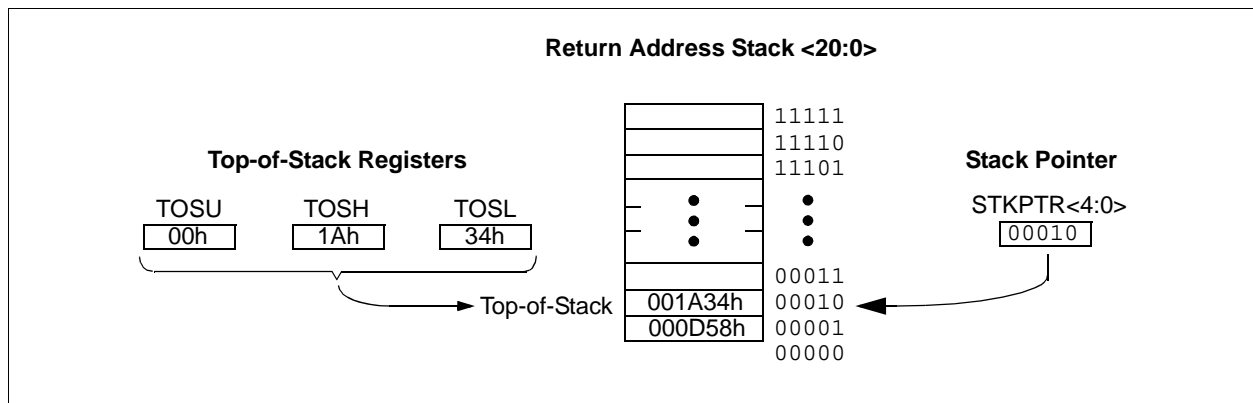 Return Address Stack <20:0>
11111
11110
11101
Top-of-Stack Registers
Stack Pointer
TOSU TOSH TOSL
STKPTR<4:0>
00h 1Ah 34h
00010
00011
Top-of-Stack 001A34h 00010
000D58h 00001
00000